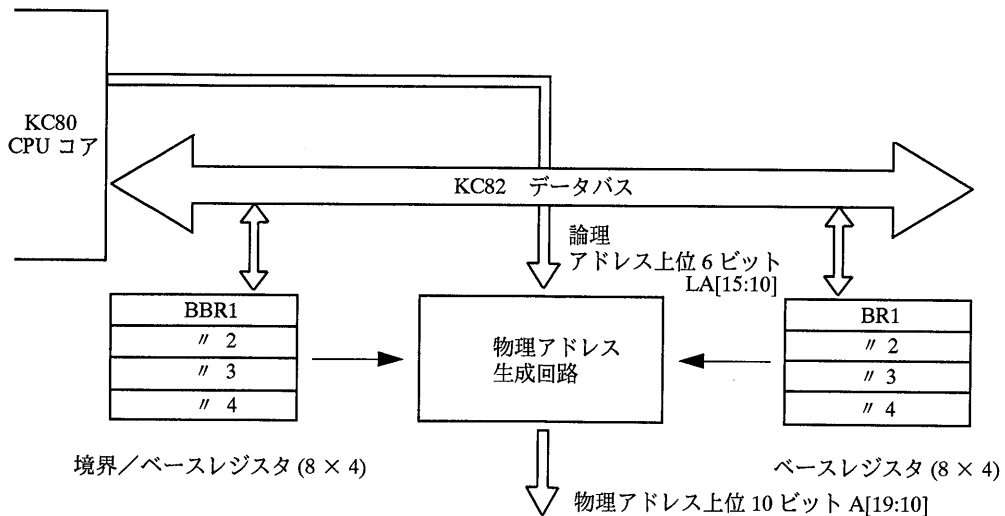 KC80
CPU コア
KC82 データバス
論理
アドレス上位 6 ビット
LA[15:10]
BBR1
〃 2
〃 3
〃 4
物理アドレス
生成回路
BR1
〃 2
〃 3
〃 4
境界／ベースレジスタ (8 × 4)
ベースレジスタ (8 × 4)
物理アドレス上位 10 ビット A[19:10]